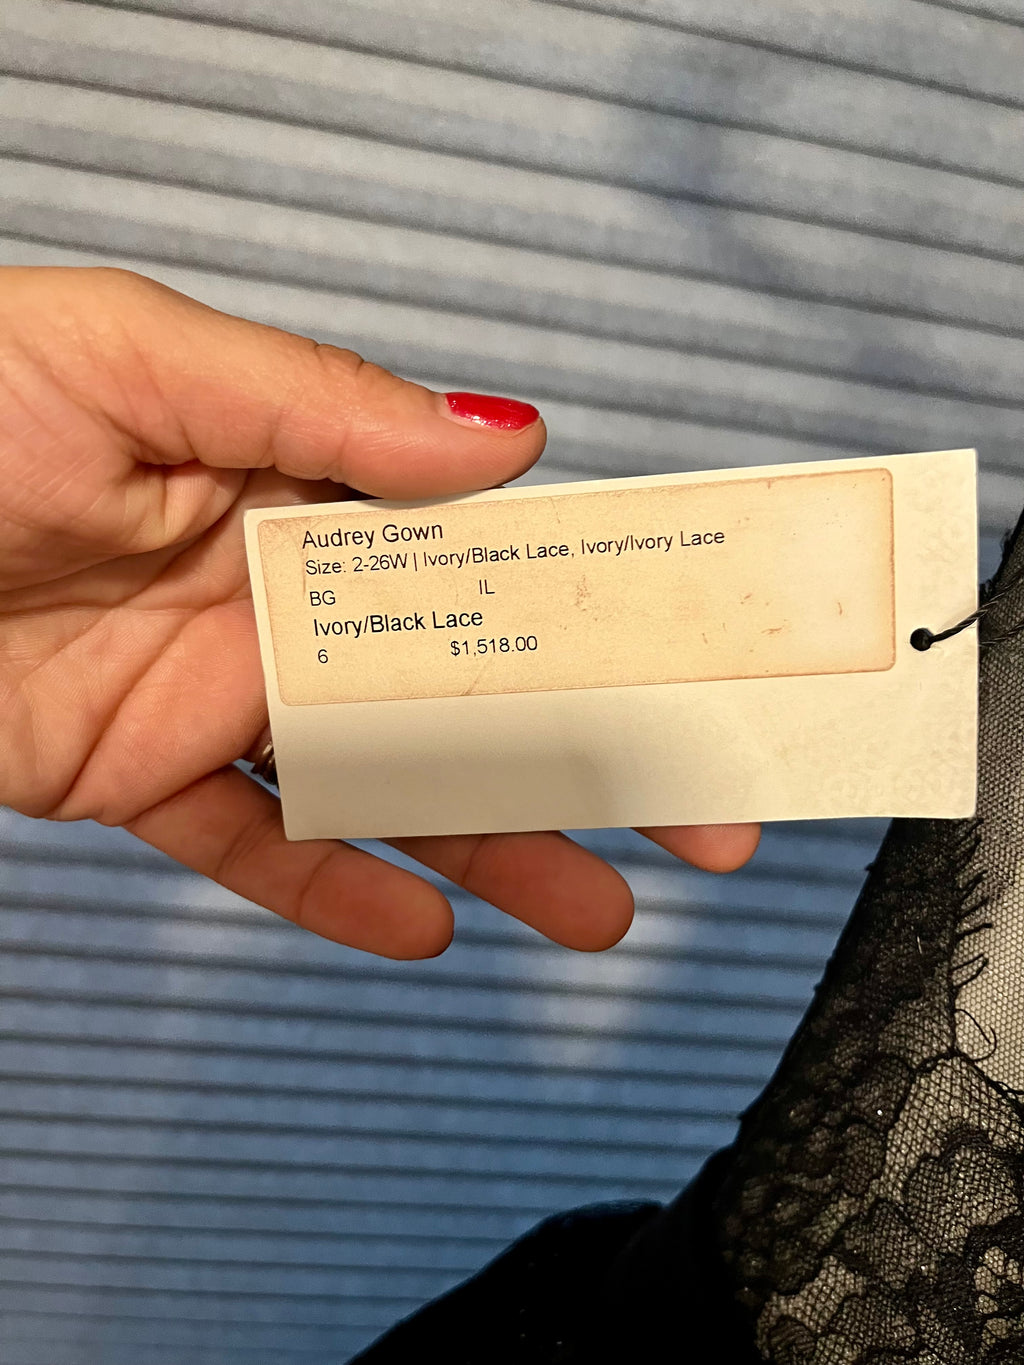 Audrey Gown
Size: 2-26W | Ivory/Black Lace, Ivory/Ivory Lace
BG IL
Ivory/Black Lace
6 $1,518.00